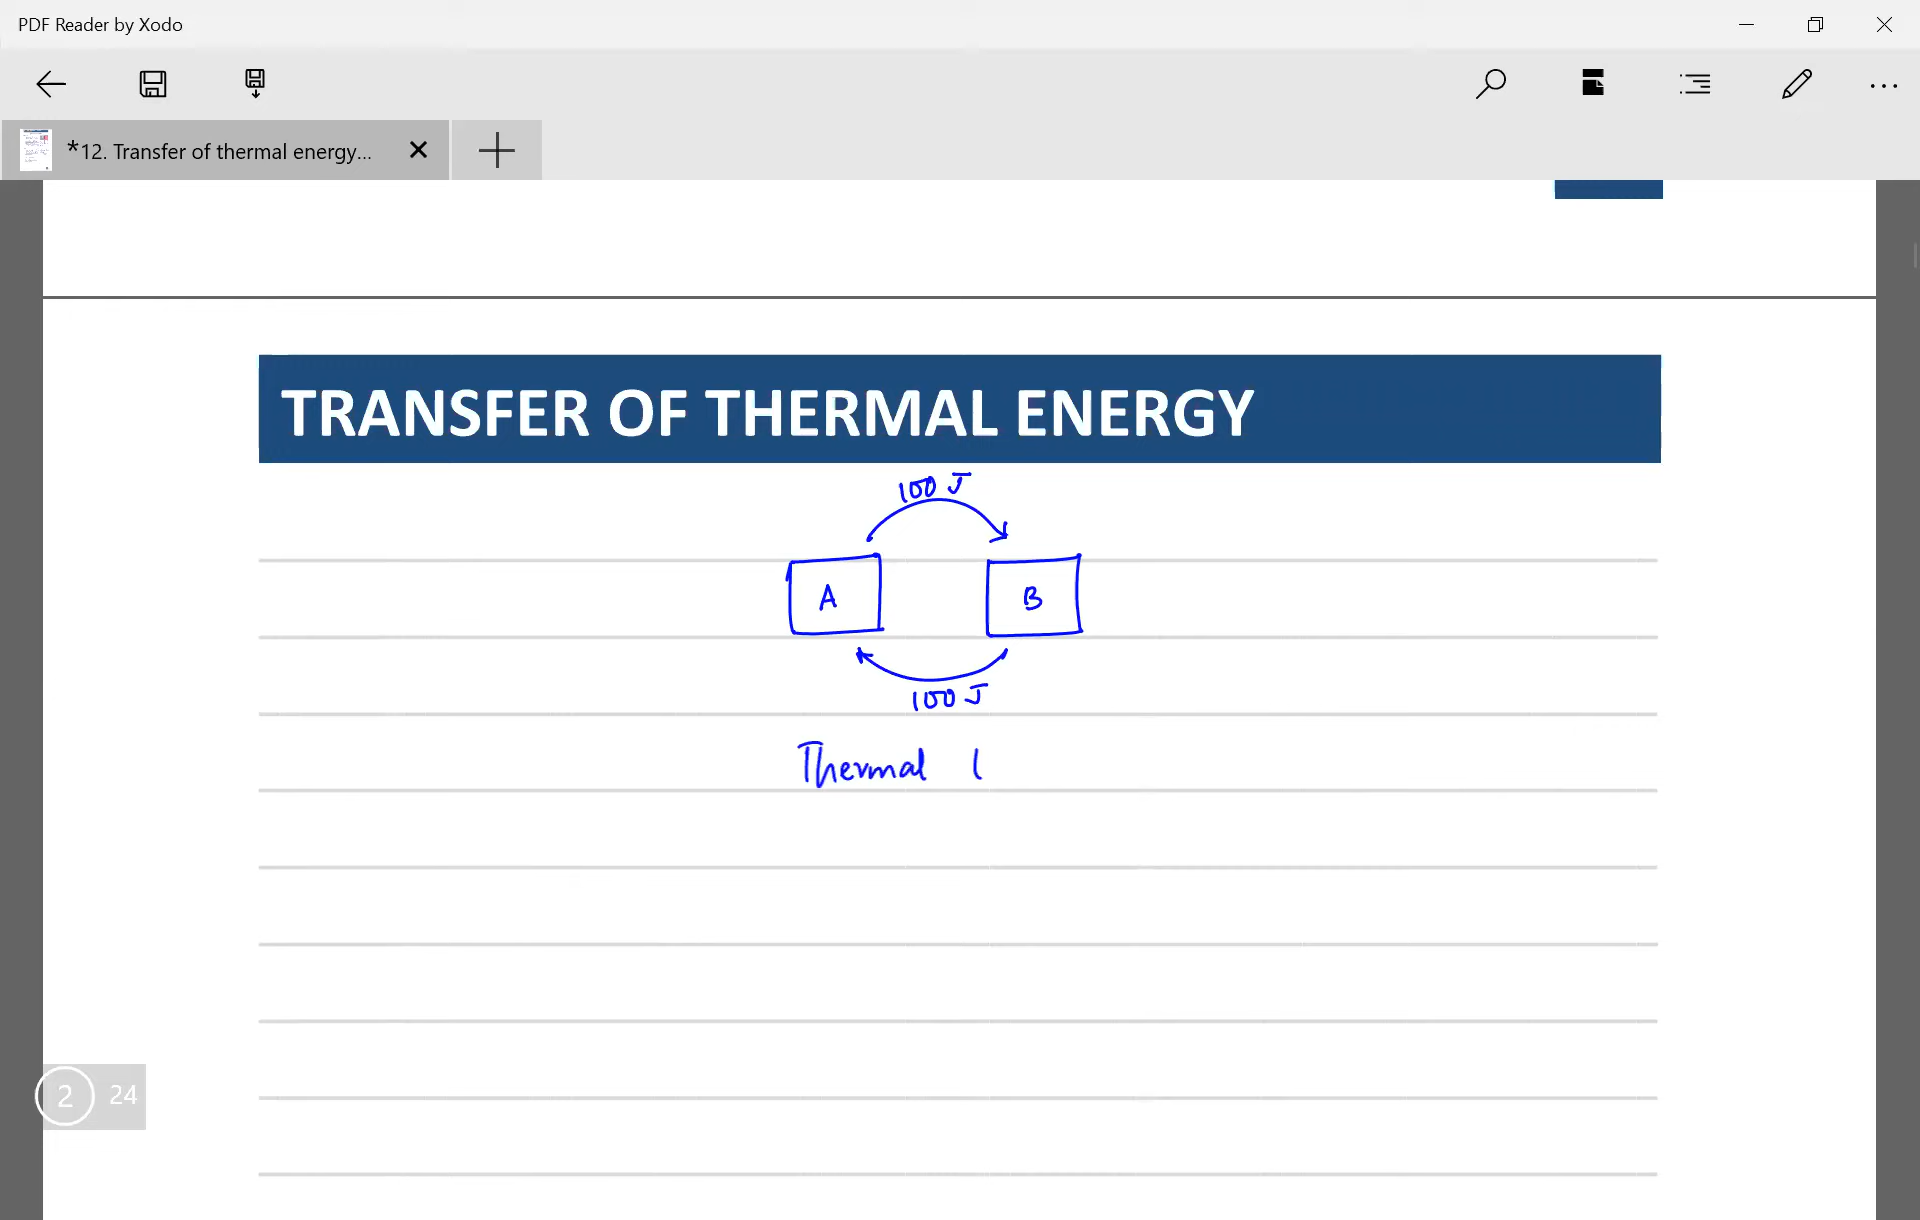 PDF Reader by Xodo
*12. Transfer of thermal energy...
TRANSFER OF THERMAL ENERGY
100 J
A
B
100 J
Thermal
2 24